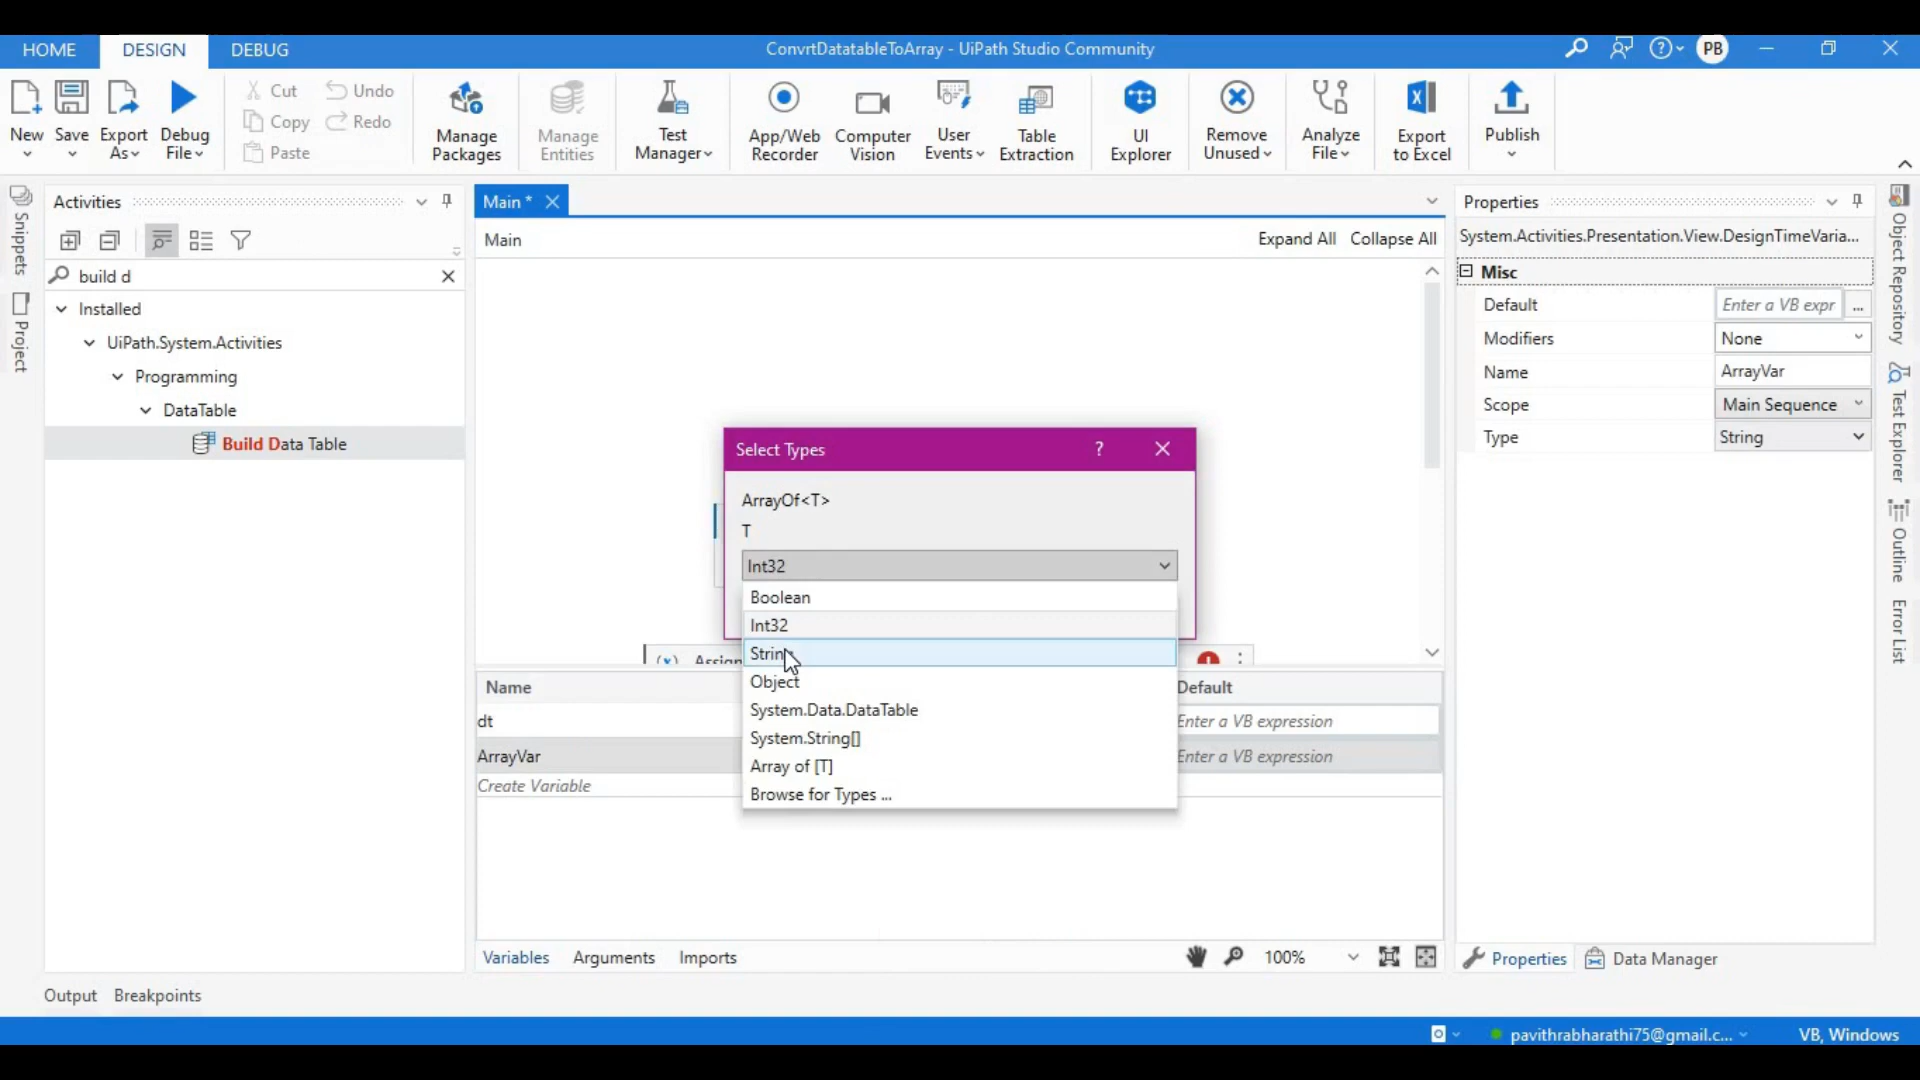 HOME DESIGN DEBUG
ConvrtDatatableToArray - UiPath Studio Community
PB
New
Save
Export As
Debug File
Cut
Copy
Paste
Undo
Redo
Manage Packages
Manage Entities
Test Manager
App/Web Recorder
Computer Vision
User Events
Table Extraction
UI Explorer
Remove Unused
Analyze File
Export to Excel
Publish
Snippets
Project
Activities
build d
Installed
UiPath.System.Activities
Programming
DataTable
Build Data Table
Main *
Main
Expand All Collapse All
Select Types
?
ArrayOf<T>
T
Int32
Boolean
Int32
String
Object
System.Data.DataTable
System.String[]
Array of [T]
Browse for Types ...
(x) Assign
Name Default
dt Enter a VB expression
ArrayVar Enter a VB expression
Create Variable
Variables Arguments Imports
100%
Properties
System.Activities.Presentation.View.DesignTimeVaria...
Misc
Default Enter a VB expr ...
Modifiers None
Name ArrayVar
Scope Main Sequence
Type String
Properties Data Manager
Object Repository
Test Explorer
Outline
Error List
Output Breakpoints
pavithrabharathi75@gmail.c...
VB, Windows